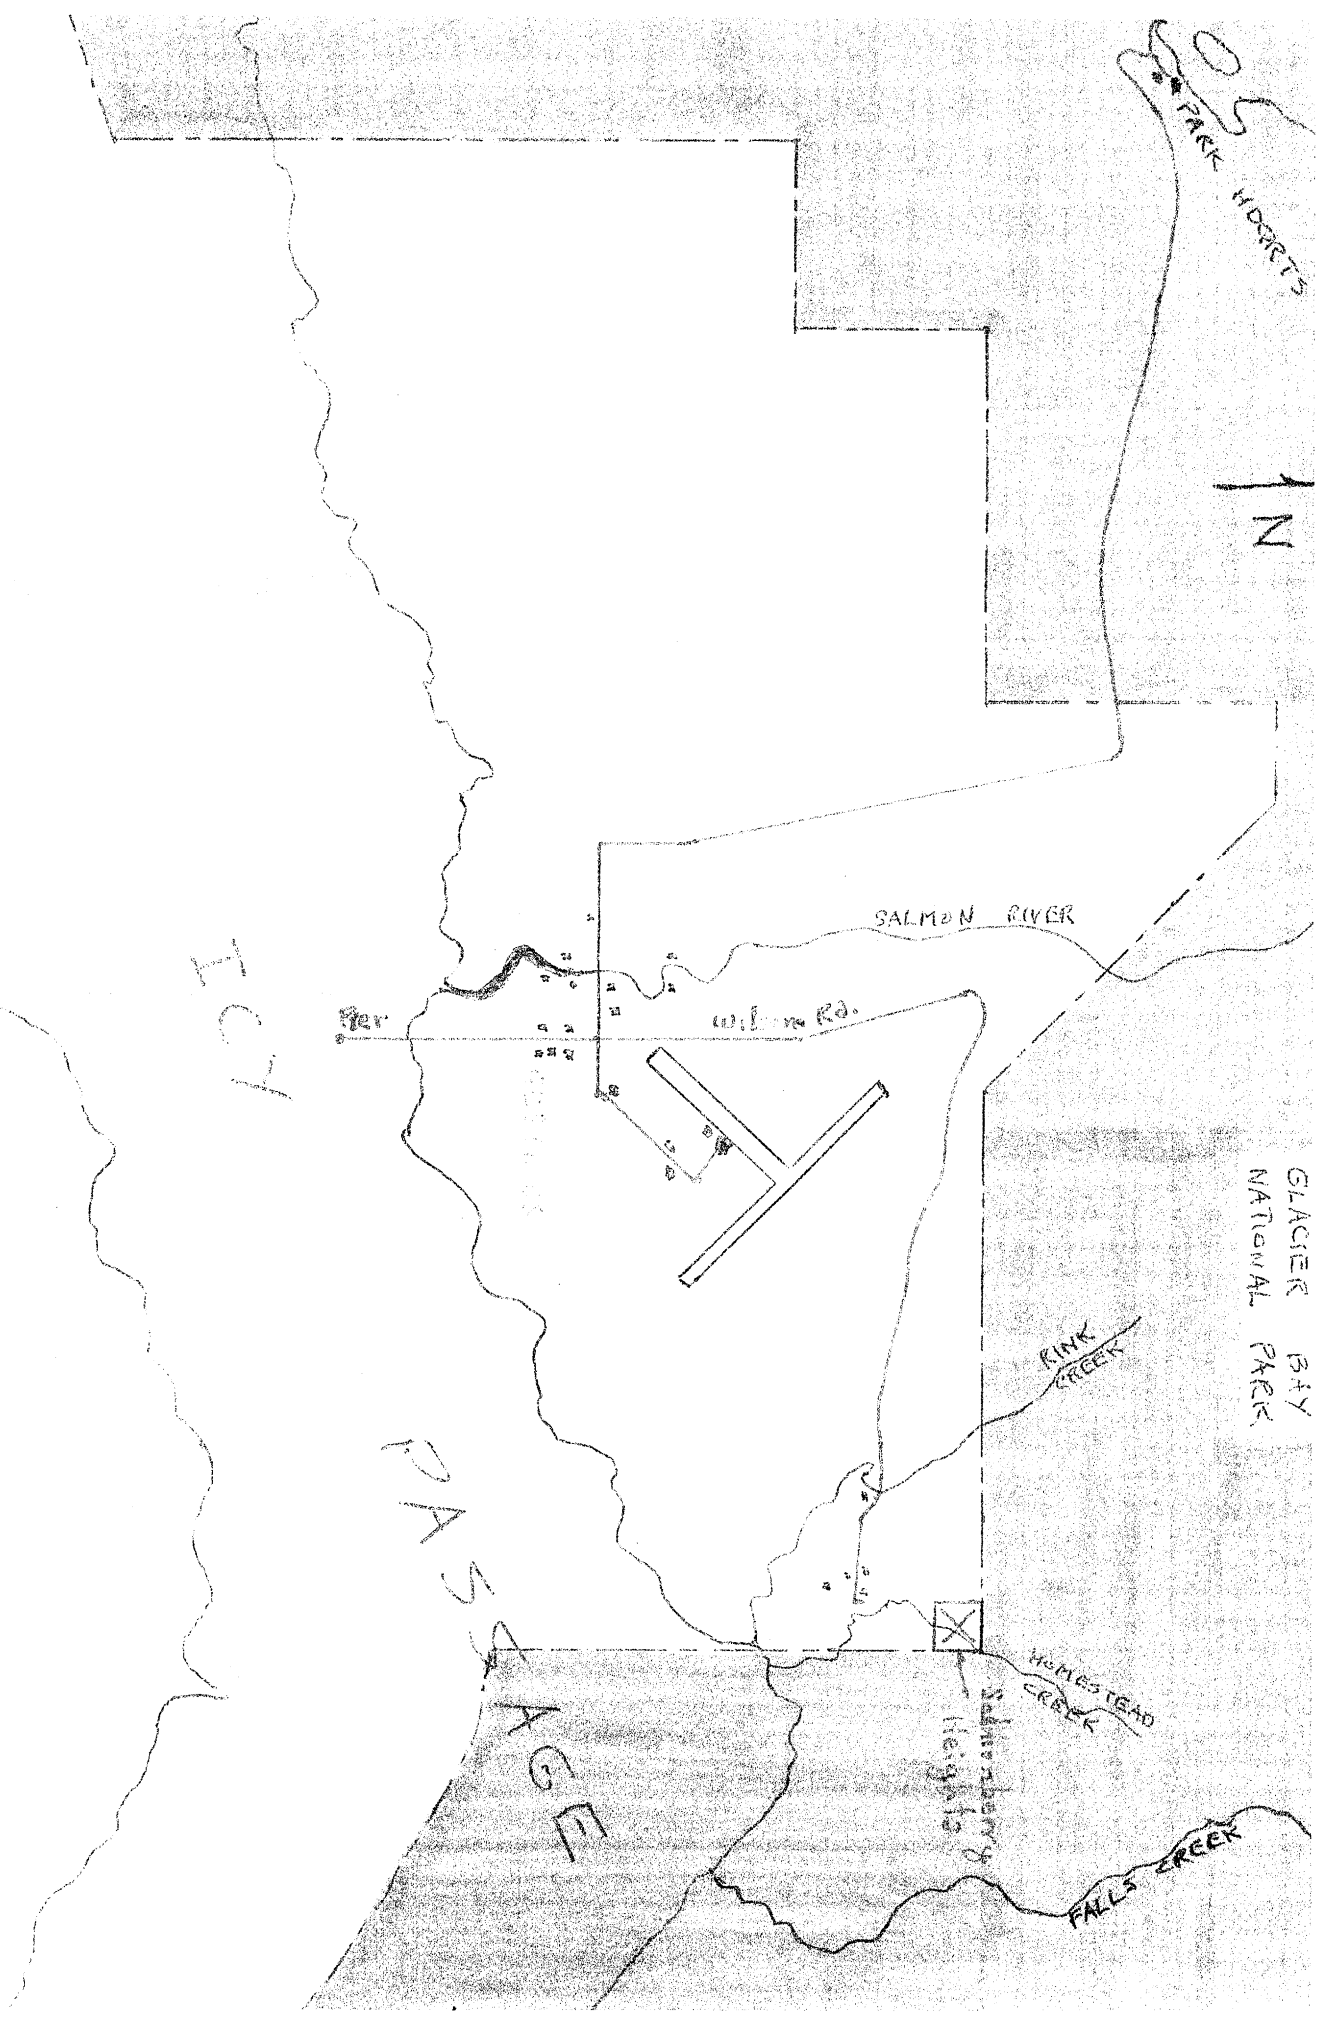 PARK HDQRTS
N
SALMON RIVER
Wilson Rd.
Pier
ICY PASSAGE
GLACIER BAY
NATIONAL PARK
RINK
CREEK
HOMESTEAD
CREEK
Heights
FALLS CREEK